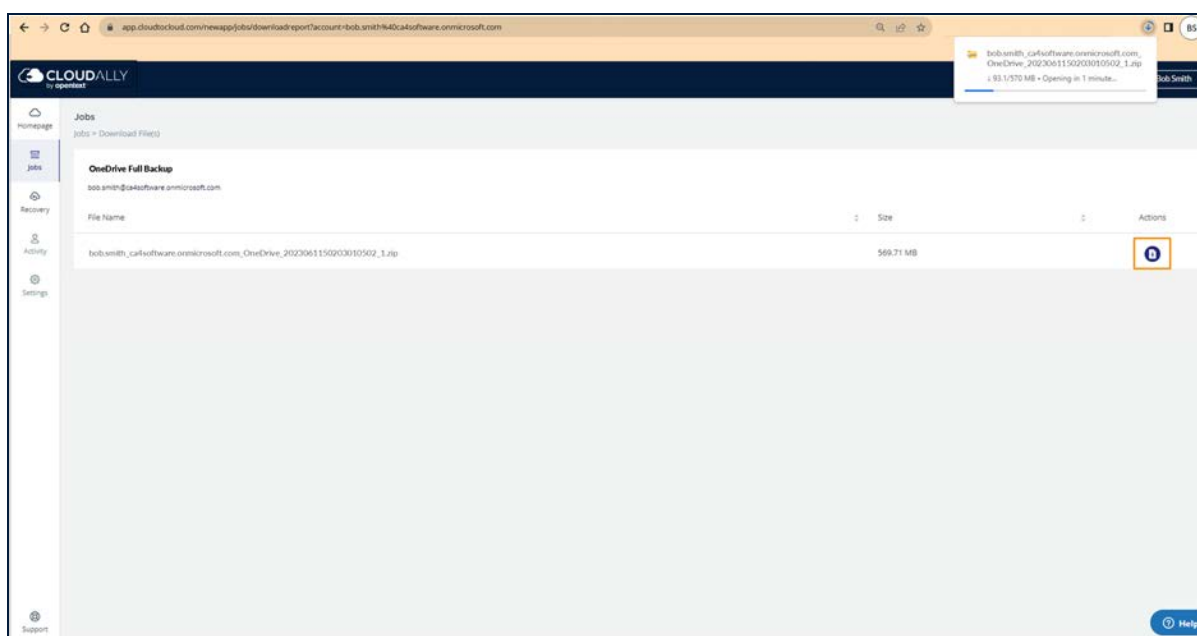 app.cloudtocloud.com/newapp/jobs/downloadreport?account=bob.smith%40ca4software.onmicrosoft.com
BS
bob.smith_ca4software.onmicrosoft.com_
OneDrive_2023061150203010502_1.zip
↓ 93.1/570 MB • Opening in 1 minute...
CLOUDALLY
by opentext
Bob Smith
Homepage
Jobs
Recovery
Activity
Settings
Support
Jobs
Jobs > Download File(s)
OneDrive Full Backup
bob.smith@ca4software.onmicrosoft.com
File Name
Size
Actions
bob.smith_ca4software.onmicrosoft.com_OneDrive_2023061150203010502_1.zip
569.71 MB
Help